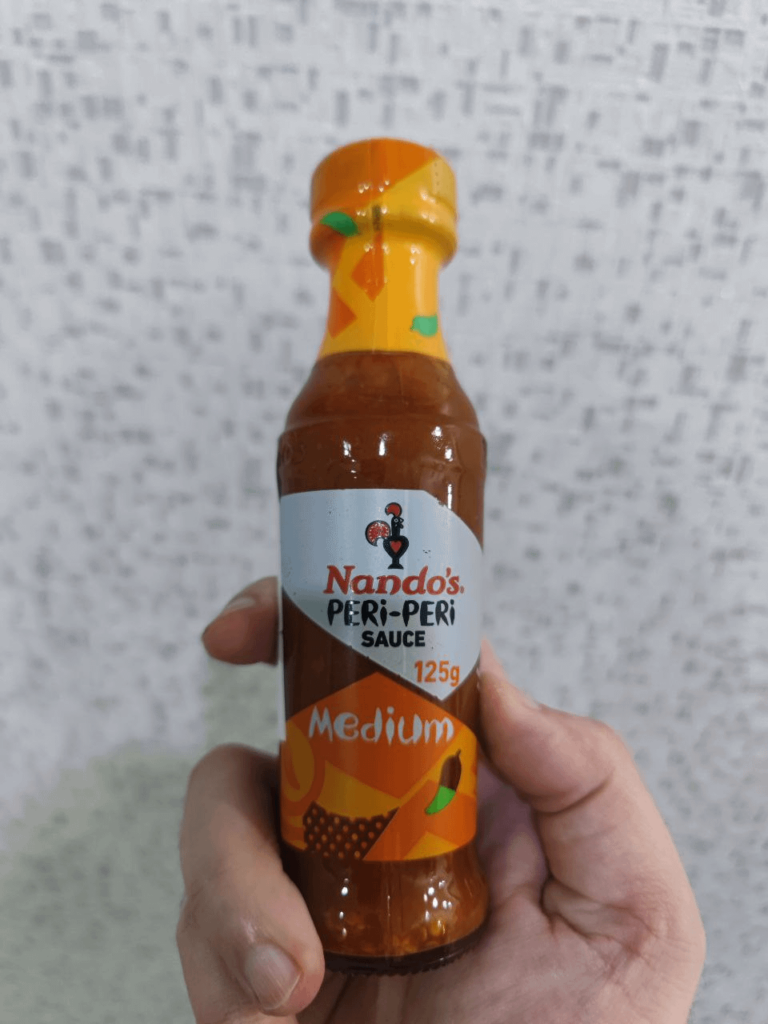 Nando's.
PERi-PERi
SAUCE
125g
Medium